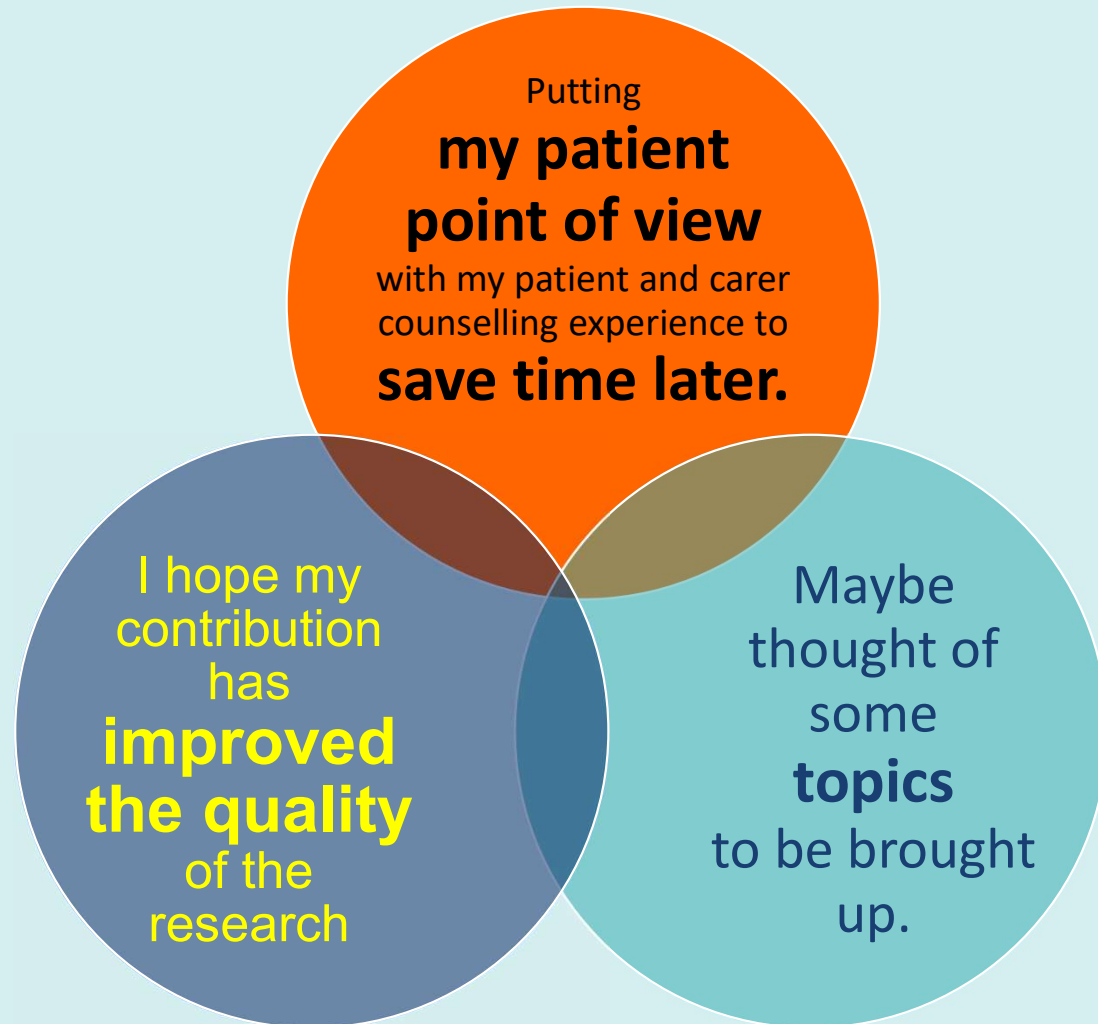 Putting
my patient
point of view
with my patient and carer
counselling experience to
save time later.
I hope my
contribution
has
improved
the quality
of the
research
Maybe
thought of
some
topics
to be brought
up.